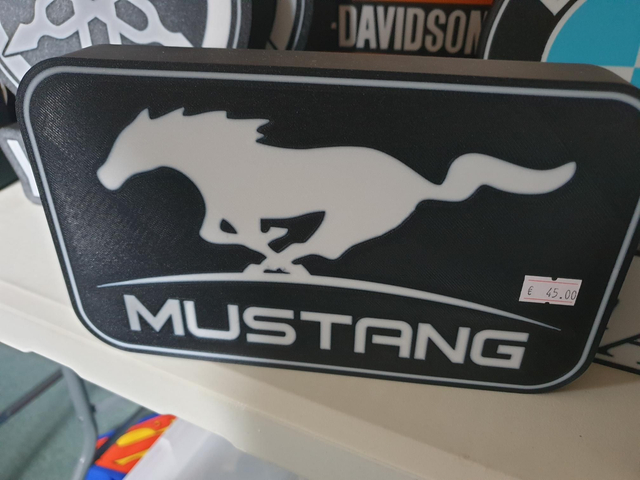 DAVIDSON
€ 45.00
MUSTANG